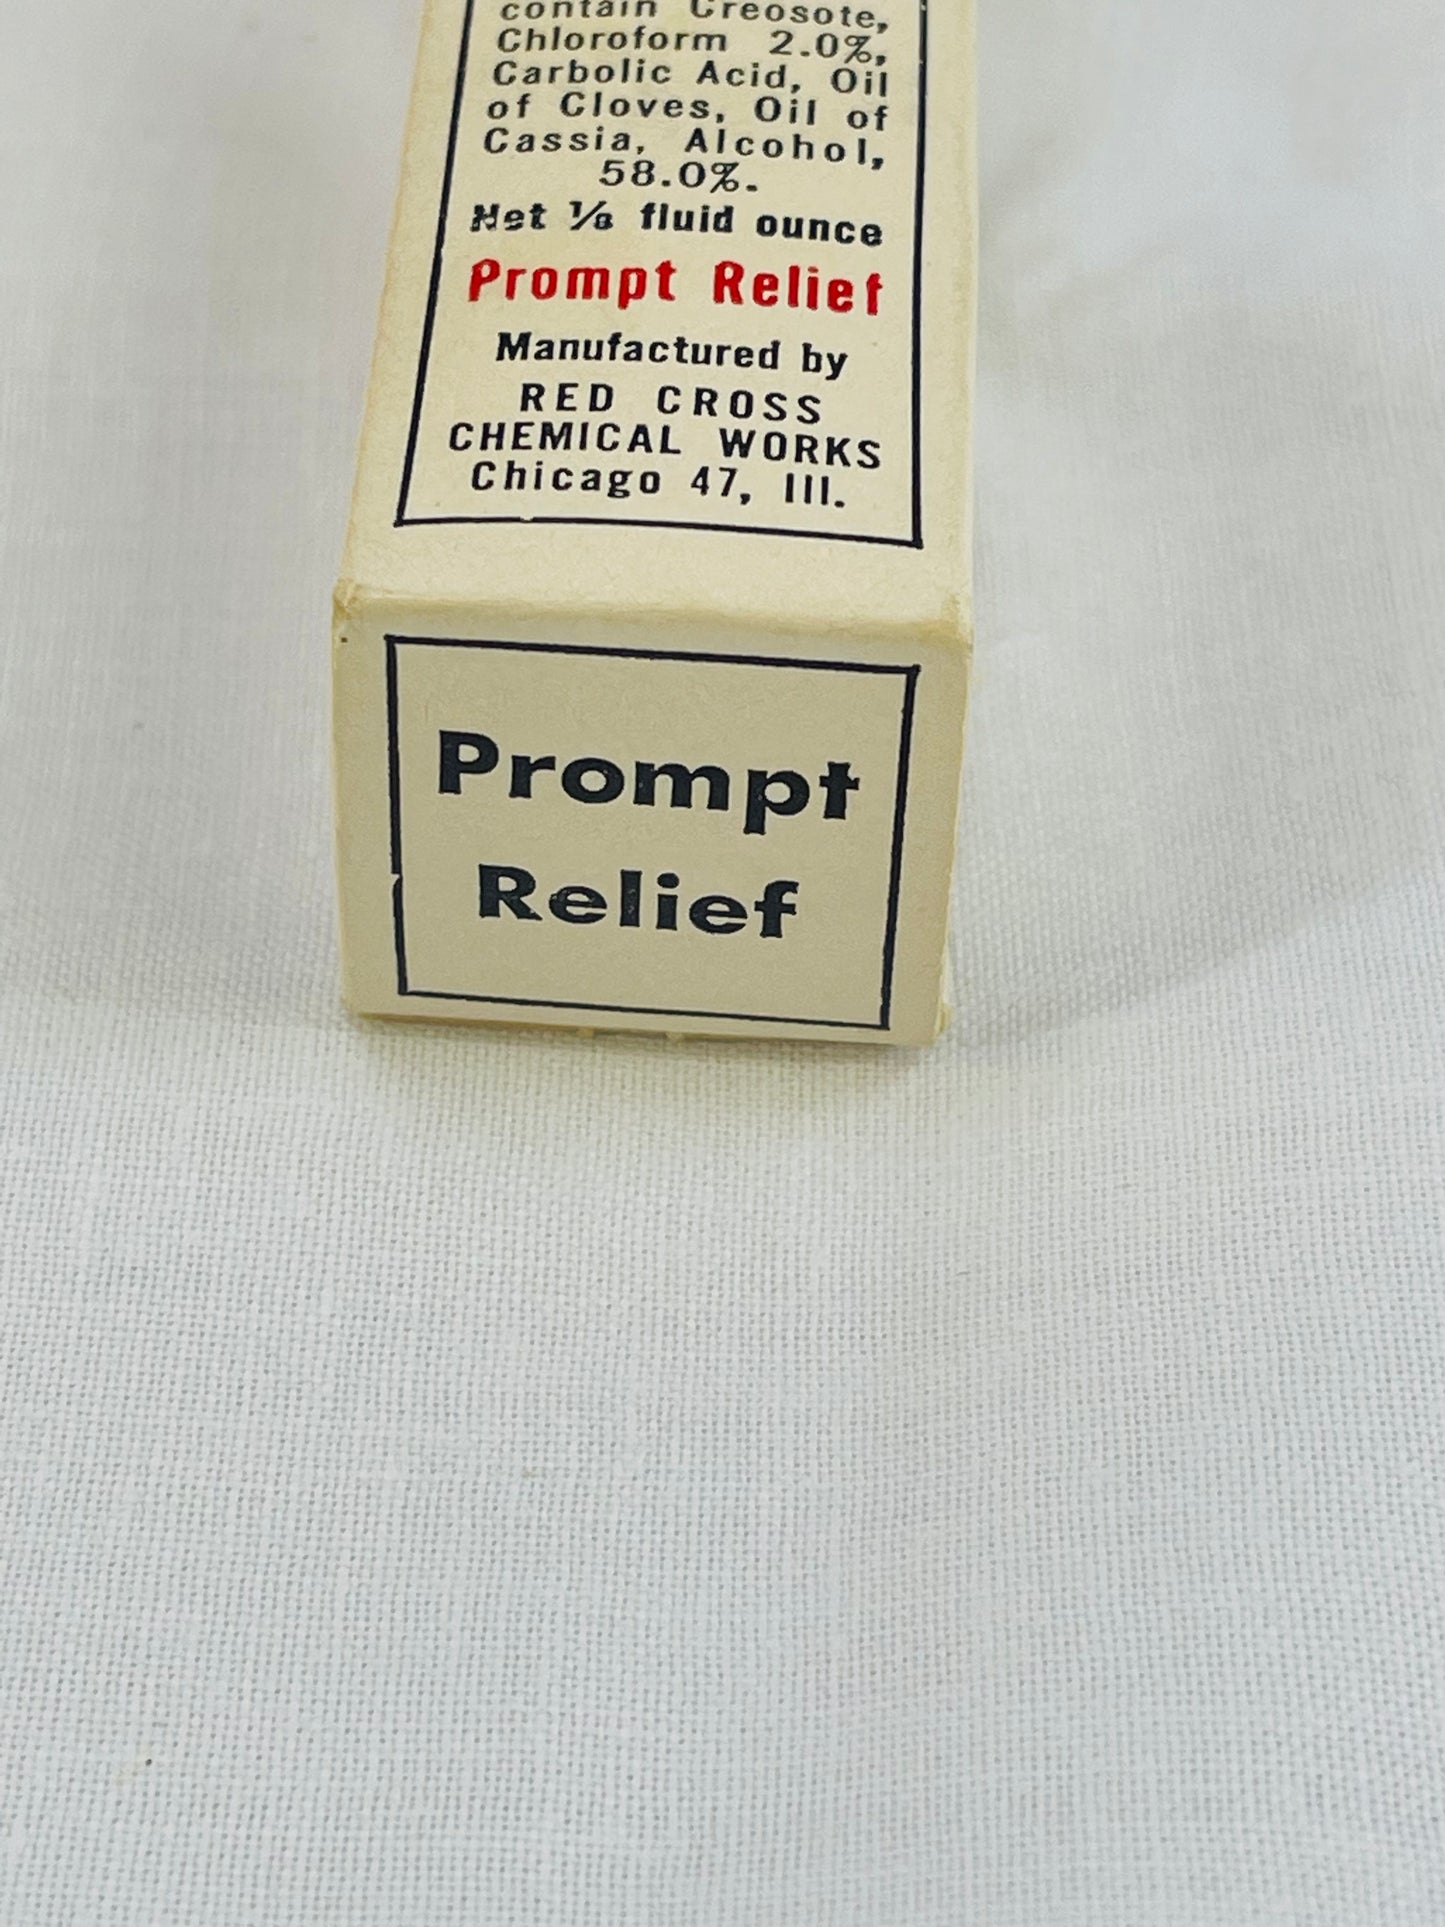 contain Creosote,
Chloroform 2.0%,
Carbolic Acid, Oil
of Cloves, Oil of
Cassia, Alcohol,
58.0%.
Net 1/8 fluid ounce
Prompt Relief
Manufactured by
RED CROSS
CHEMICAL WORKS
Chicago 47, Ill.
Prompt
Relief